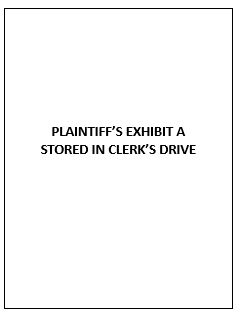 PLAINTIFF’S EXHIBIT A
STORED IN CLERK’S DRIVE